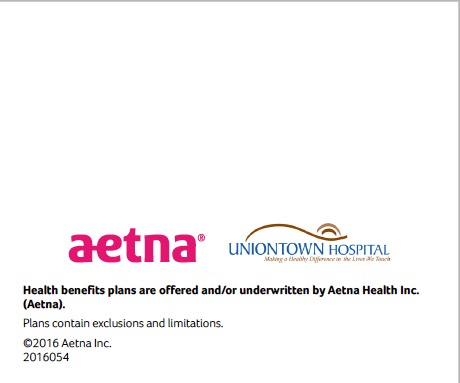 aetna®
UNIONTOWN HOSPITAL
Making a Healthy Difference in the Lives We Touch
Health benefits plans are offered and/or underwritten by Aetna Health Inc.
(Aetna).
Plans contain exclusions and limitations.
©2016 Aetna Inc.
2016054